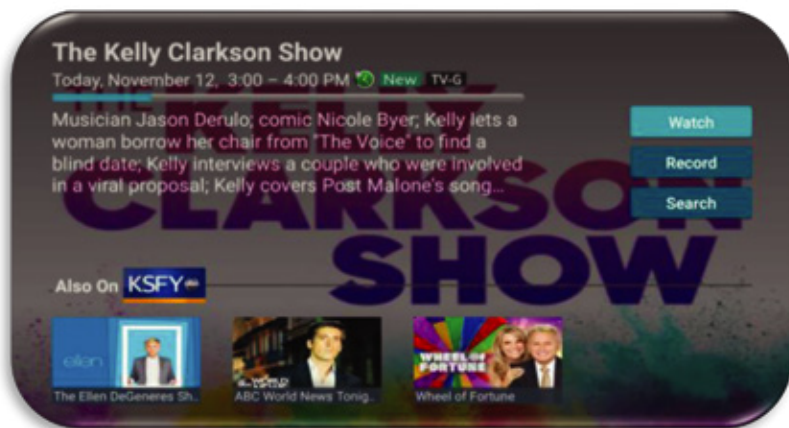 The Kelly Clarkson Show
Today, November 12, 3:00 – 4:00 PM New TV-G
Musician Jason Derulo; comic Nicole Byer; Kelly lets a
woman borrow her chair from "The Voice" to find a
blind date; Kelly interviews a couple who were involved
in a viral proposal; Kelly covers Post Malone's song...
Watch
Record
Search
THE
KELLY
CLARKSON
SHOW
Also On KSFY
ellen
WORLD
WHEEL OF
FORTUNE
The Ellen DeGeneres Sh..
ABC World News Tonig..
Wheel of Fortune